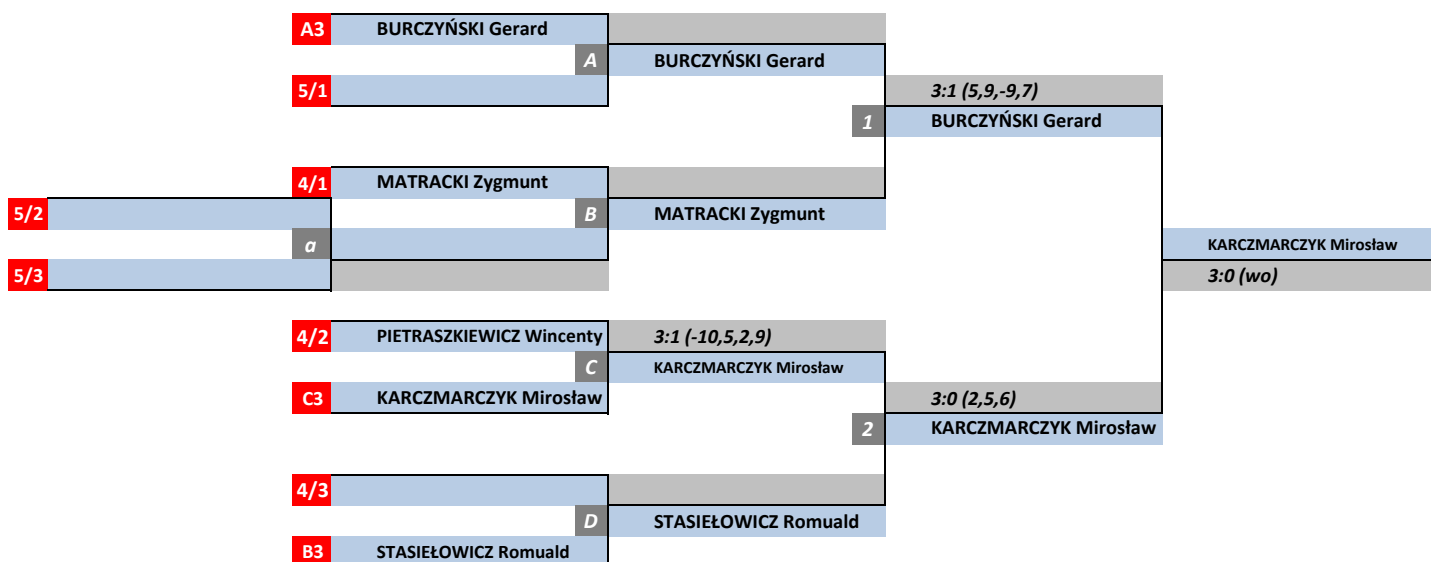 A3 BURCZYŃSKI Gerard
A BURCZYŃSKI Gerard
5/1 3:1 (5,9,-9,7)
1 BURCZYŃSKI Gerard
4/1 MATRACKI Zygmunt
5/2 B MATRACKI Zygmunt
a KARCZMARCZYK Mirosław
5/3 3:0 (wo)
4/2 PIETRASZKIEWICZ Wincenty 3:1 (-10,5,2,9)
C KARCZMARCZYK Mirosław
C3 KARCZMARCZYK Mirosław 3:0 (2,5,6)
2 KARCZMARCZYK Mirosław
4/3
D STASIEŁOWICZ Romuald
B3 STASIEŁOWICZ Romuald